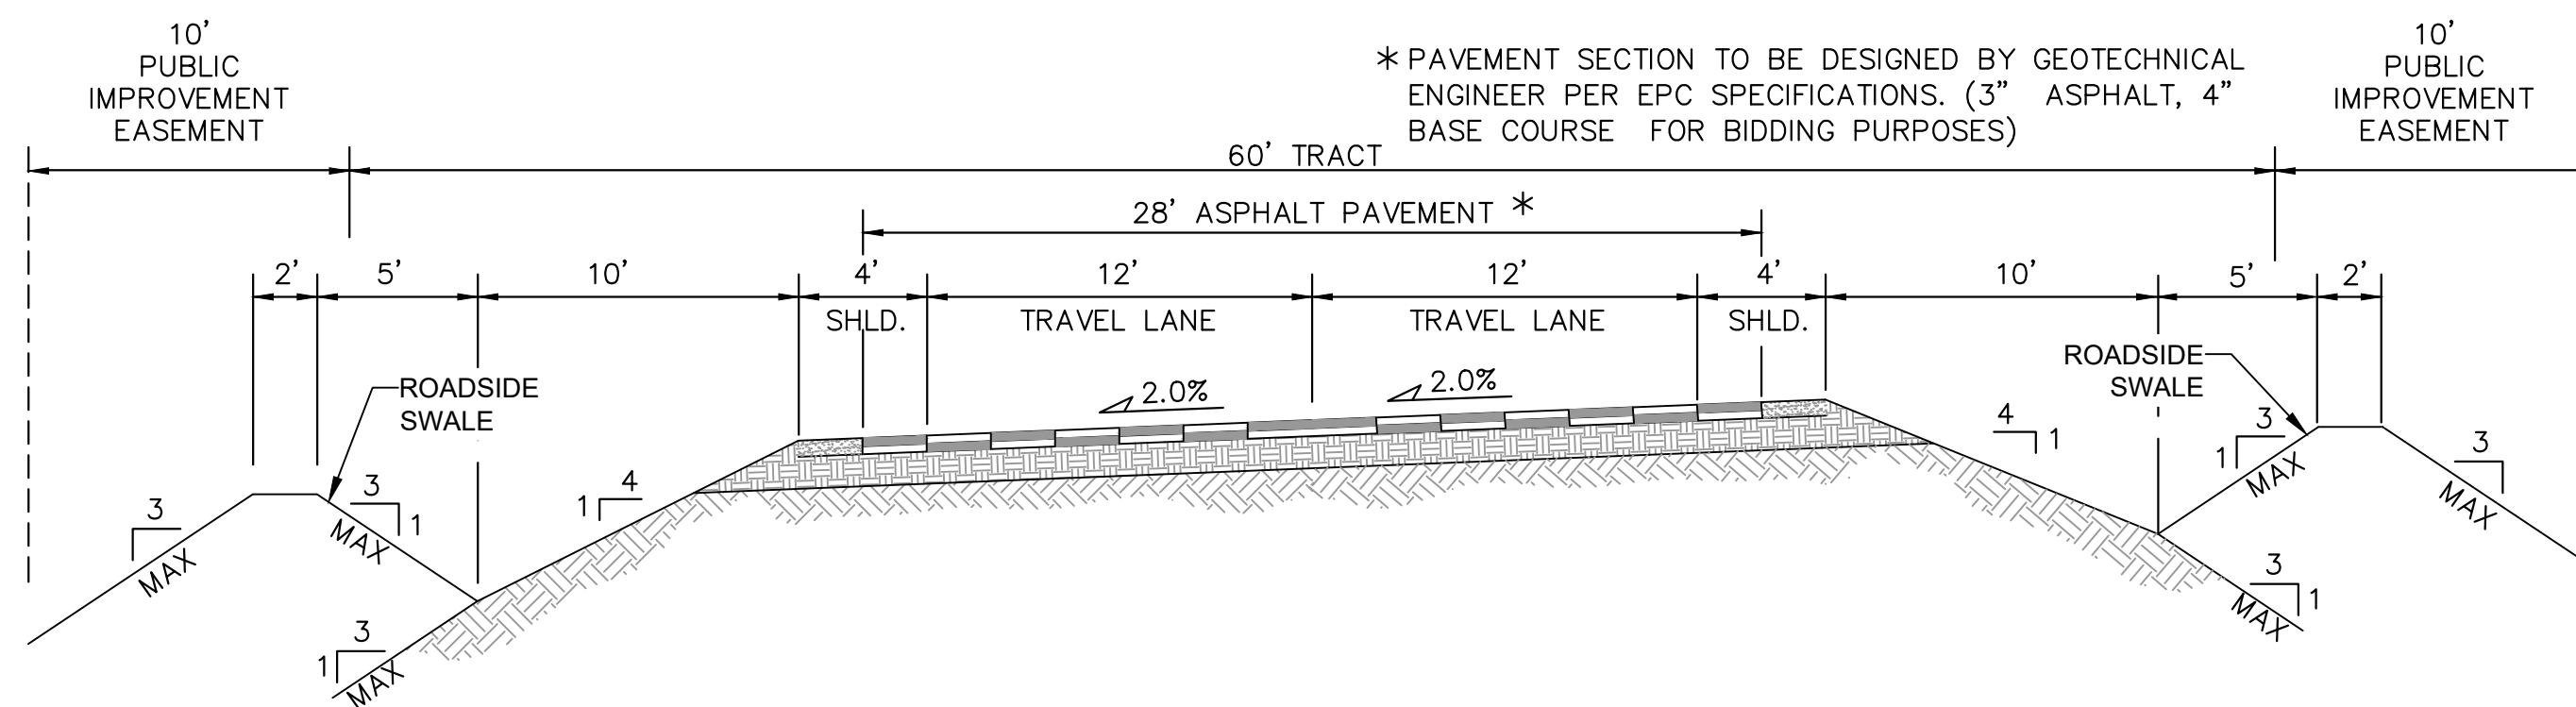 10'
PUBLIC
IMPROVEMENT
EASEMENT
* PAVEMENT SECTION TO BE DESIGNED BY GEOTECHNICAL
ENGINEER PER EPC SPECIFICATIONS. (3" ASPHALT, 4"
BASE COURSE FOR BIDDING PURPOSES)
10'
PUBLIC
IMPROVEMENT
EASEMENT
60' TRACT
28' ASPHALT PAVEMENT *
2' 5' 10' 4' 12' 12' 4' 10' 5' 2'
SHLD. TRAVEL LANE TRAVEL LANE SHLD.
ROADSIDE
SWALE
2.0% 2.0%
ROADSIDE
SWALE
3
MAX
3
1
MAX
4
1
3
1
MAX
4
1
3
1
MAX
3
MAX
3
1
MAX